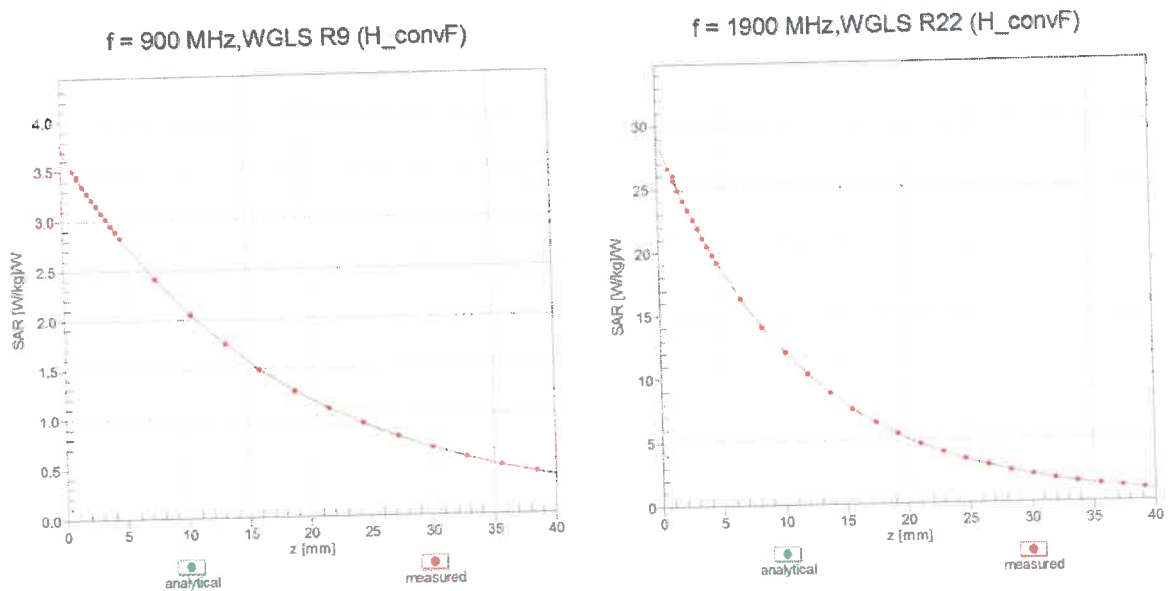 f = 900 MHz,WGLS R9 (H_convF)
4.0
3.5
3.0
2.5
2.0
1.5
1.0
0.5
0.0
SAR [W/kg]/W
0 5 10 15 20 25 30 35 40
z [mm]
analytical
measured
f = 1900 MHz,WGLS R22 (H_convF)
30
25
20
15
10
5
0
SAR [W/kg]/W
0 5 10 15 20 25 30 35 40
z [mm]
analytical
measured